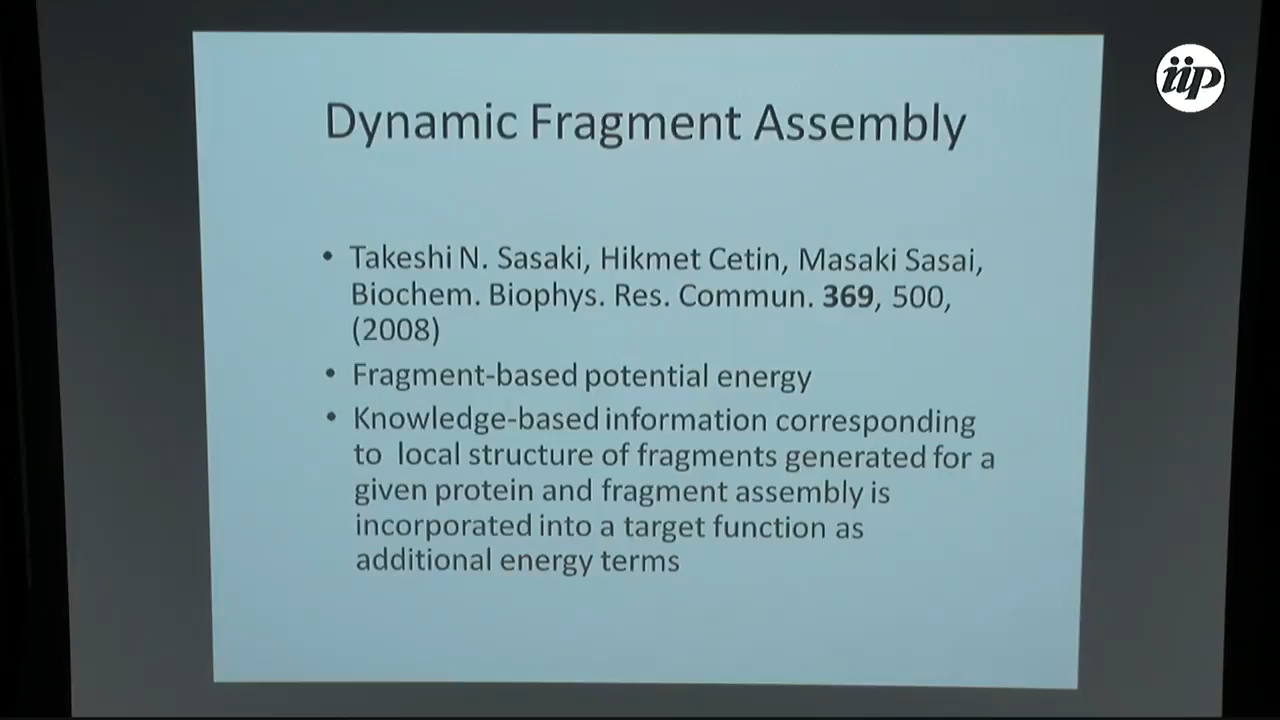 iip
Dynamic Fragment Assembly
• Takeshi N. Sasaki, Hikmet Cetin, Masaki Sasai,
Biochem. Biophys. Res. Commun. 369, 500,
(2008)
• Fragment-based potential energy
• Knowledge-based information corresponding
to local structure of fragments generated for a
given protein and fragment assembly is
incorporated into a target function as
additional energy terms